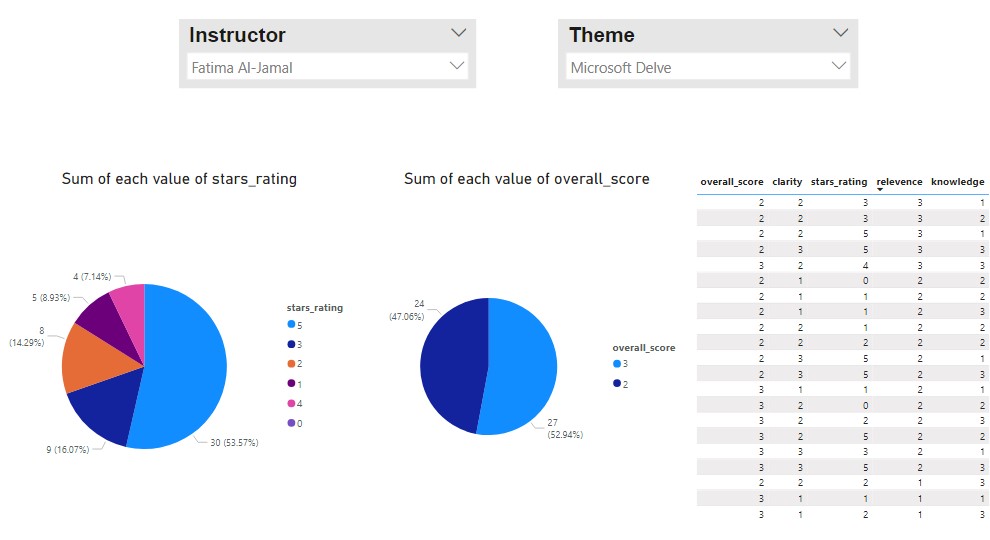 Instructor
Fatima Al-Jamal
Theme
Microsoft Delve
Sum of each value of stars_rating
4 (7.14%)
5 (8.93%)
8
(14.29%)
9 (16.07%)
30 (53.57%)
stars_rating
5
3
2
1
4
0
Sum of each value of overall_score
24
(47.06%)
27
(52.94%)
overall_score
3
2
overall_score clarity stars_rating relevence knowledge
2 2 3 3 1
2 2 3 3 2
2 2 5 3 1
2 3 5 3 3
3 2 4 3 3
2 1 0 2 2
2 1 1 2 2
2 1 1 2 3
2 2 1 2 2
2 2 2 2 2
2 3 5 2 1
2 3 5 2 3
3 1 1 2 1
3 2 0 2 2
3 2 2 2 3
3 2 5 2 2
3 3 3 2 1
3 3 5 2 3
2 2 2 1 3
3 1 1 1 1
3 1 2 1 3